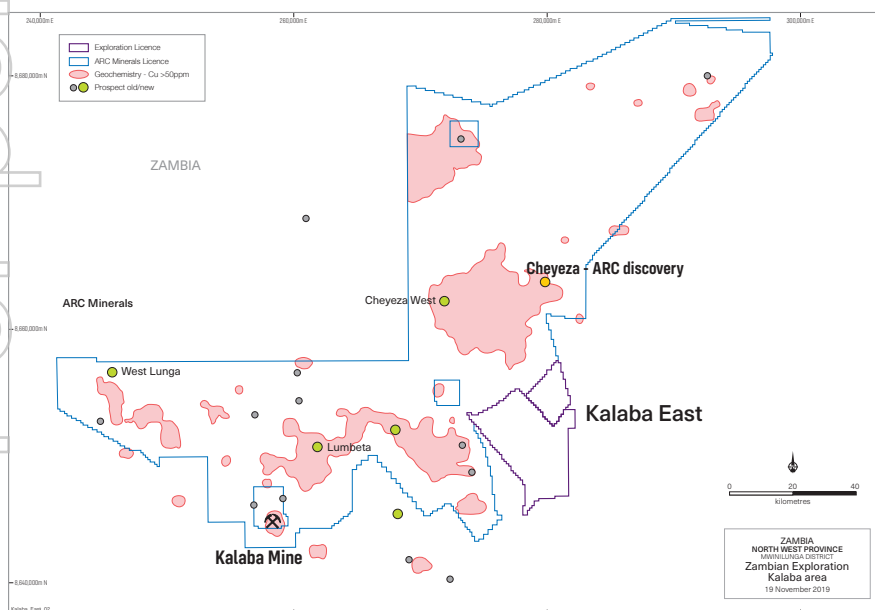 240,000m E
260,000m E
280,000m E
300,000m E
Exploration Licence
ARC Minerals Licence
Geochemistry - Cu >50ppm
Prospect old/new
8,680,000m N
ZAMBIA
Cheyeza - ARC discovery
Cheyeza West
ARC Minerals
8,660,000m N
West Lunga
Kalaba East
Lumbeta
N
0 20 40
kilometres
Kalaba Mine
ZAMBIA
NORTH WEST PROVINCE
MWINILUNGA DISTRICT
Zambian Exploration
Kalaba area
19 November 2019
8,640,000m N
Kalaba_East_02